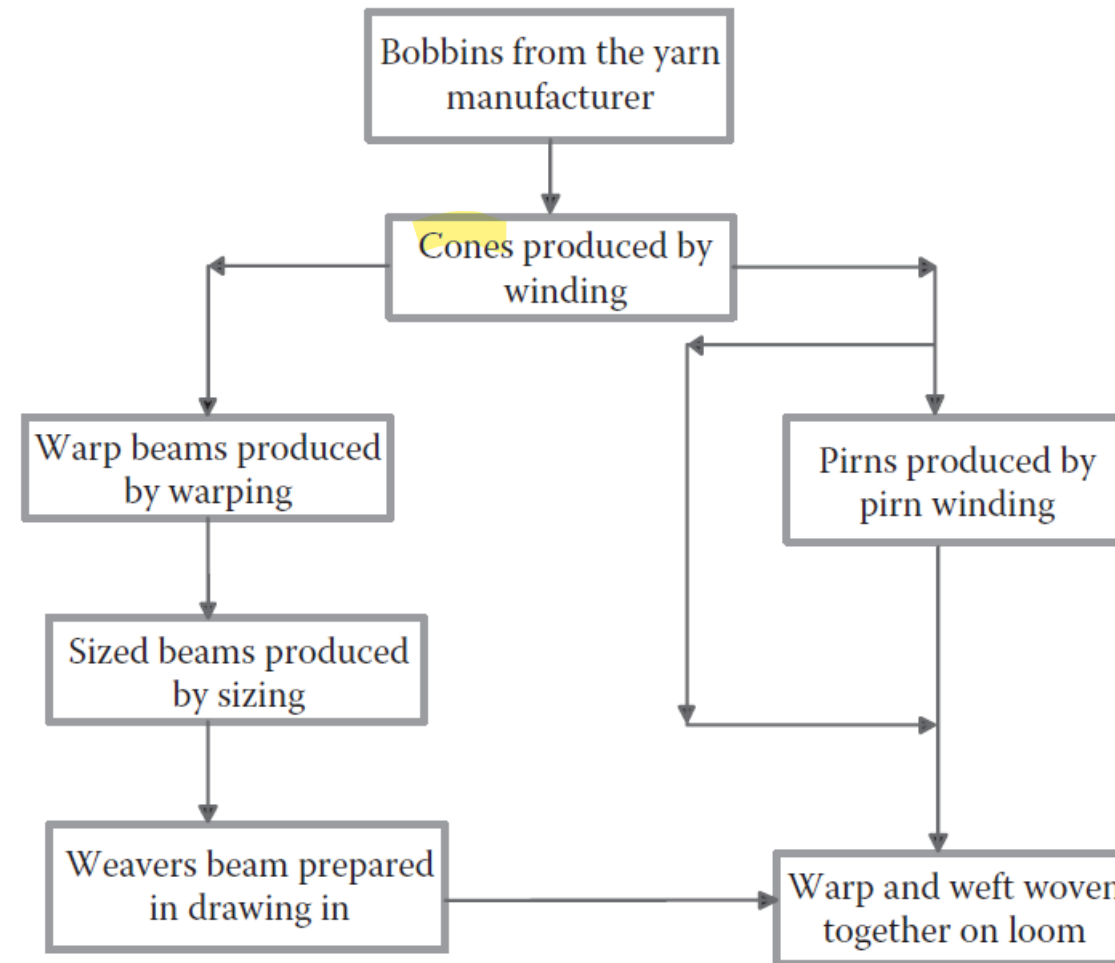 Bobbins from the yarn
manufacturer
Cones produced by
winding
Warp beams produced
by warping
Pirns produced by
pirn winding
Sized beams produced
by sizing
Weavers beam prepared
in drawing in
Warp and weft woven
together on loom